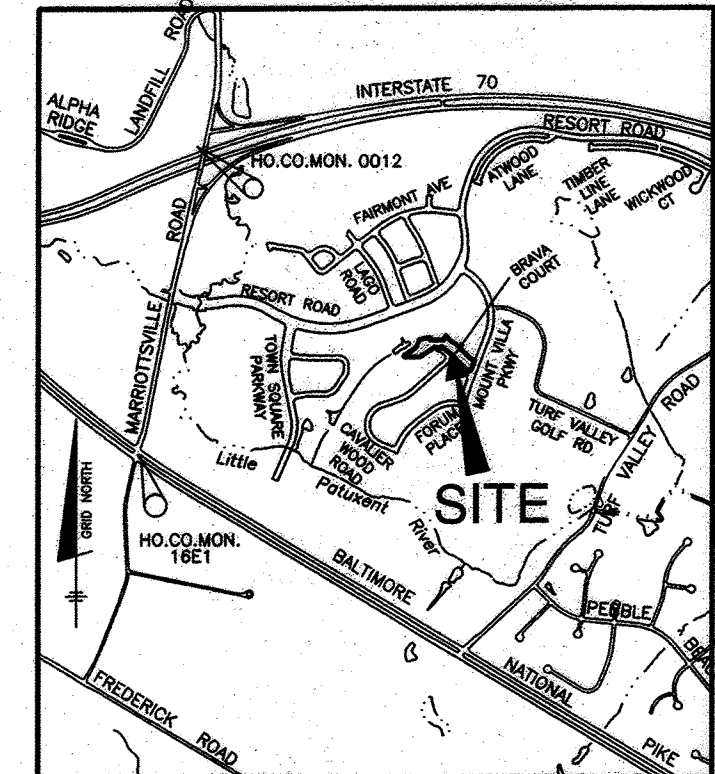 ROAD
INTERSTATE 70
ALPHA
RIDGE
LANDFILL
RESORT ROAD
HO.CO.MON. 0012
ATWOOD
LANE
TIMBER
LINE
LANE
WICKWOOD
CT
FAIRMONT AVE
ROAD
LAGO
ROAD
BRAVA
COURT
RESORT ROAD
MARRIOTTSVILLE
TOWN SQUARE
PARKWAY
MOUNT VILLA
PKWY
FORUM
PLACE
CAVALIER
WOOD
ROAD
TURF VALLEY
GOLF RD.
TURF VALLEY ROAD
Little
Patuxent
River
SITE
GRID NORTH
HO.CO.MON.
16E1
BALTIMORE
NATIONAL
PIKE
PEBBLE
FREDERICK
ROAD